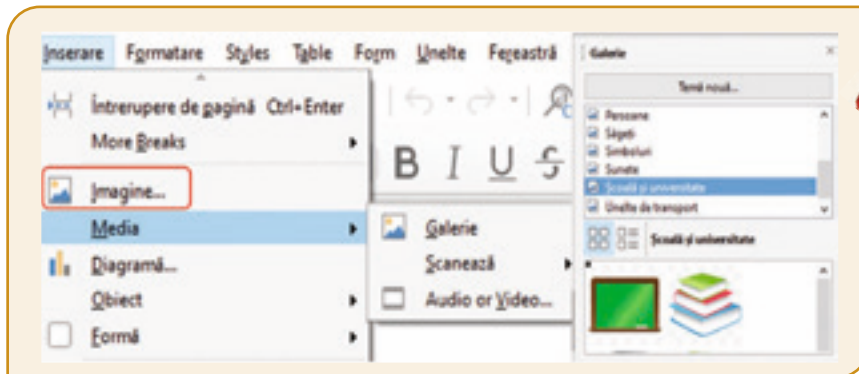 Inserare Formatare Styles Table Form Unelte Fereastră
Întrerupere de pagină Ctrl+Enter
More Breaks
Imagine...
Media
Diagramă...
Obiect
Formă
Galerie
Scanează
Audio or Video...
Galerie
Temă nouă...
Persoane
Săgeți
Simboluri
Sunete
Școală și universitate
Unelte de transport
Școală și universitate
B I U S